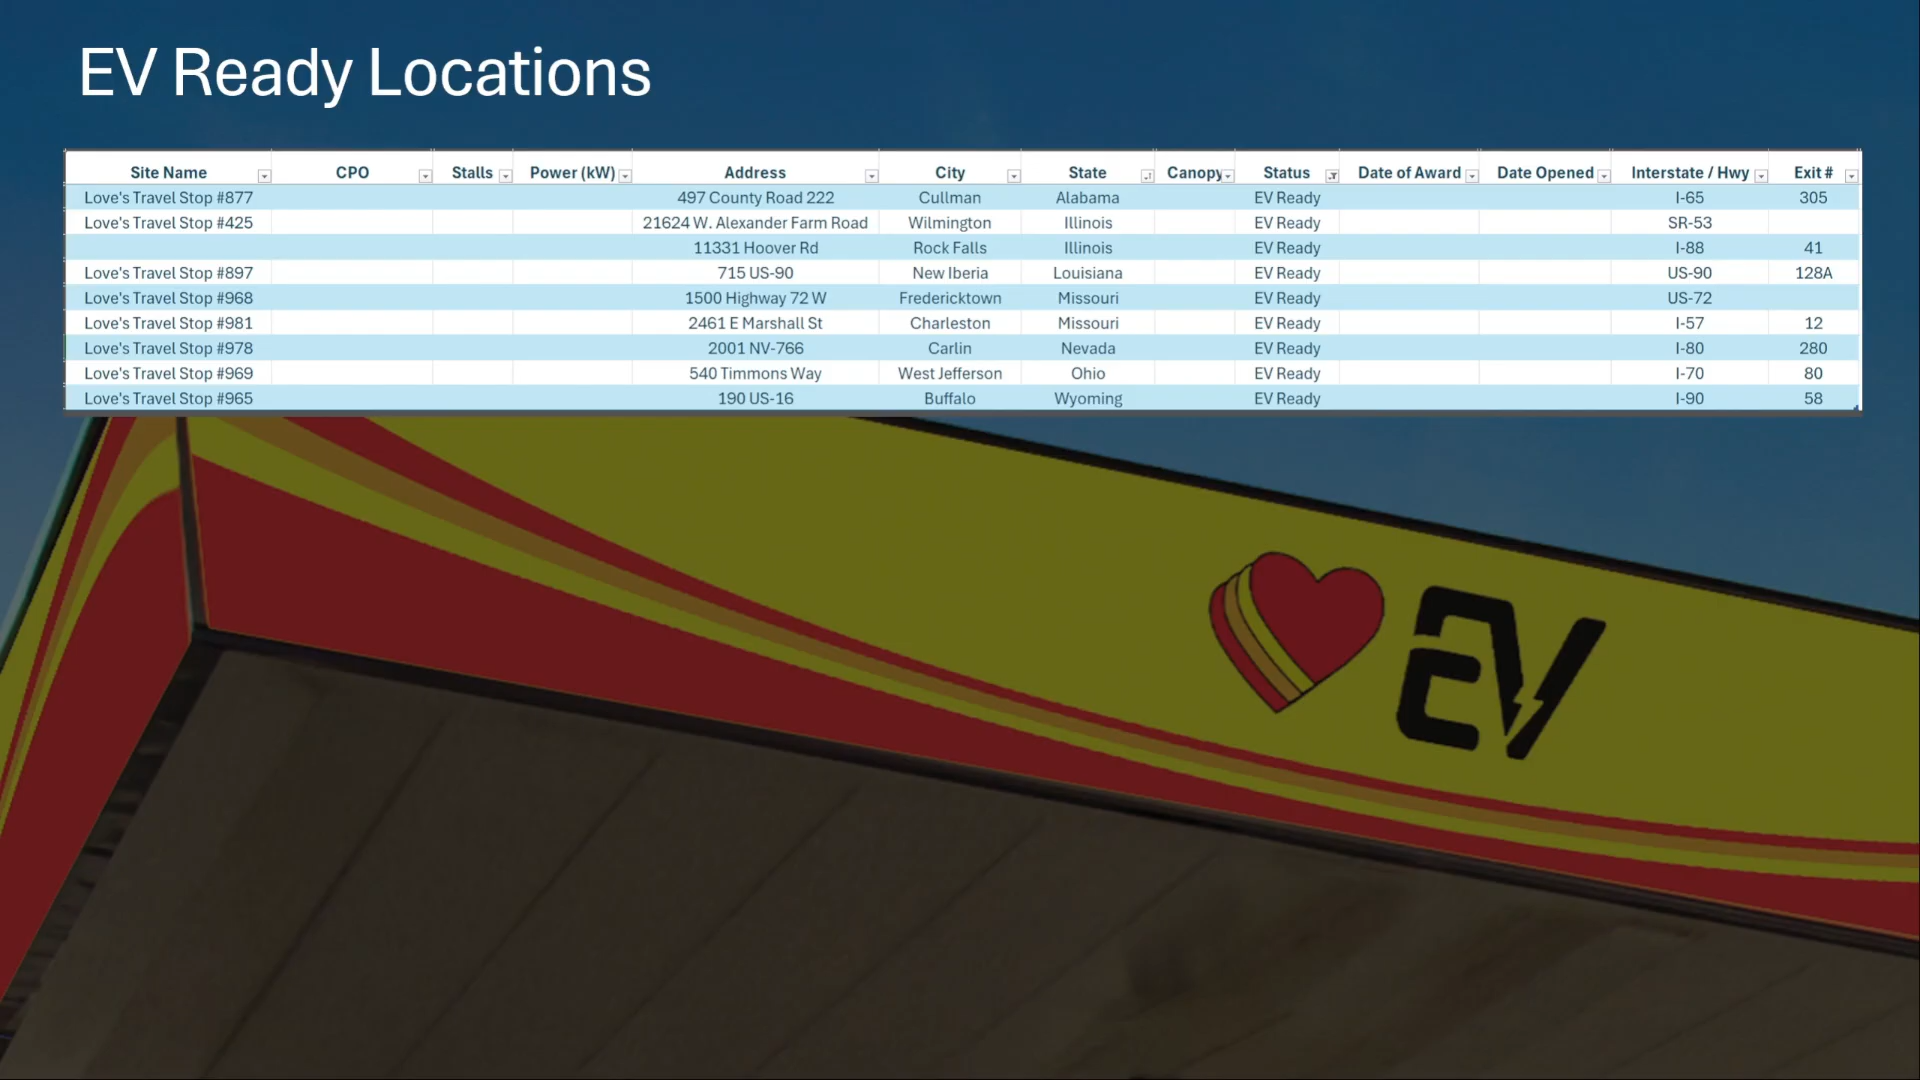 EV Ready Locations
Site Name CPO Stalls Power (kW) Address City State Canopy Status Date of Award Date Opened Interstate / Hwy Exit #
Love's Travel Stop #877 497 County Road 222 Cullman Alabama EV Ready I-65 305
Love's Travel Stop #425 21624 W. Alexander Farm Road Wilmington Illinois EV Ready SR-53
11331 Hoover Rd Rock Falls Illinois EV Ready I-88 41
Love's Travel Stop #897 715 US-90 New Iberia Louisiana EV Ready US-90 128A
Love's Travel Stop #968 1500 Highway 72 W Fredericktown Missouri EV Ready US-72
Love's Travel Stop #981 2461 E Marshall St Charleston Missouri EV Ready I-57 12
Love's Travel Stop #978 2001 NV-766 Carlin Nevada EV Ready I-80 280
Love's Travel Stop #969 540 Timmons Way West Jefferson Ohio EV Ready I-70 80
Love's Travel Stop #965 190 US-16 Buffalo Wyoming EV Ready I-90 58
EV